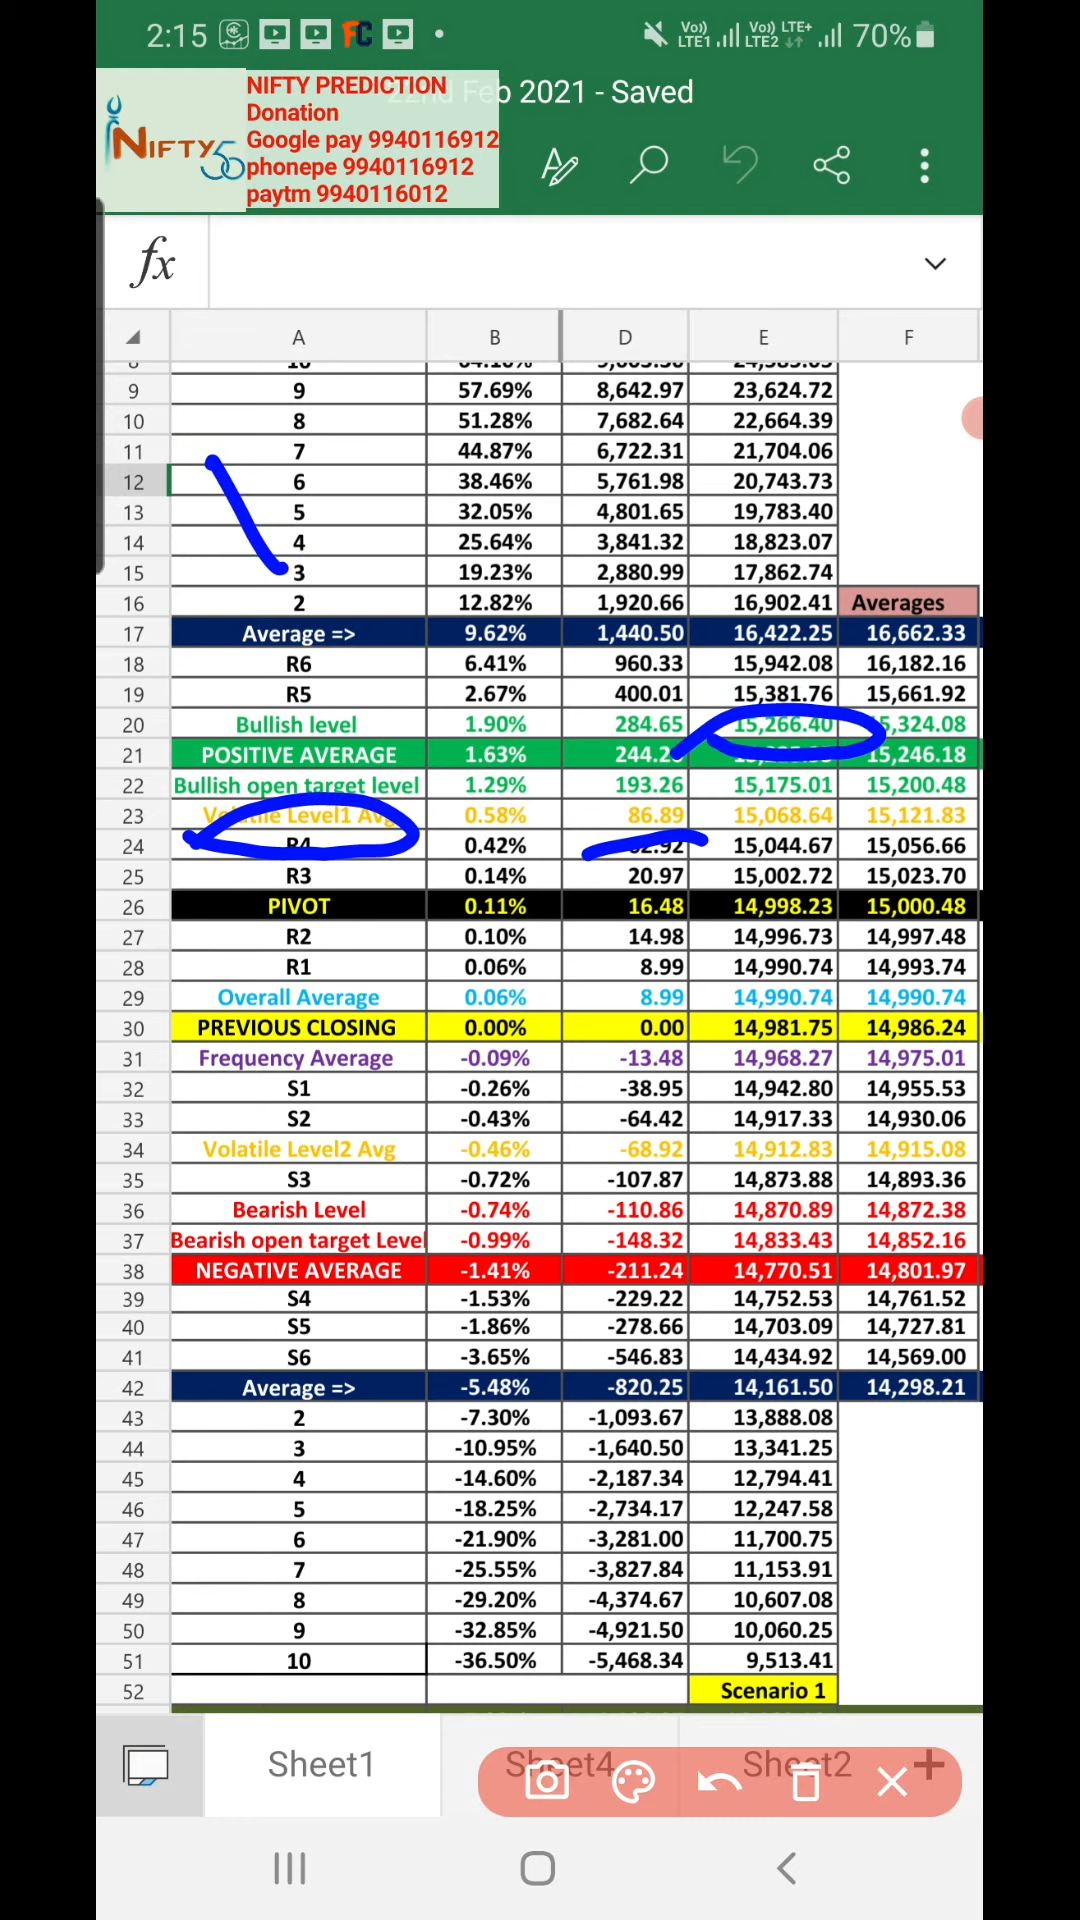 2:15 FC Vo)) LTE1 Vo)) LTE+ LTE2 70%
NIFTY50
NIFTY PREDICTION
Donation
Google pay 9940116912
phonepe 9940116912
paytm 9940116012
Feb 2021 - Saved
fx
A B D E F
9 9 57.69% 8,642.97 23,624.72
10 8 51.28% 7,682.64 22,664.39
11 7 44.87% 6,722.31 21,704.06
12 6 38.46% 5,761.98 20,743.73
13 5 32.05% 4,801.65 19,783.40
14 4 25.64% 3,841.32 18,823.07
15 3 19.23% 2,880.99 17,862.74
16 2 12.82% 1,920.66 16,902.41 Averages
17 Average => 9.62% 1,440.50 16,422.25 16,662.33
18 R6 6.41% 960.33 15,942.08 16,182.16
19 R5 2.67% 400.01 15,381.76 15,661.92
20 Bullish level 1.90% 284.65 15,266.40 15,324.08
21 POSITIVE AVERAGE 1.63% 15,246.18
22 Bullish open target level 1.29% 193.26 15,175.01 15,200.48
23 Volatile Level1 Avg 0.58% 86.89 15,068.64 15,121.83
24 R4 0.42% 15,044.67 15,056.66
25 R3 0.14% 20.97 15,002.72 15,023.70
26 PIVOT 0.11% 16.48 14,998.23 15,000.48
27 R2 0.10% 14.98 14,996.73 14,997.48
28 R1 0.06% 8.99 14,990.74 14,993.74
29 Overall Average 0.06% 8.99 14,990.74 14,990.74
30 PREVIOUS CLOSING 0.00% 0.00 14,981.75 14,986.24
31 Frequency Average -0.09% -13.48 14,968.27 14,975.01
32 S1 -0.26% -38.95 14,942.80 14,955.53
33 S2 -0.43% -64.42 14,917.33 14,930.06
34 Volatile Level2 Avg -0.46% -68.92 14,912.83 14,915.08
35 S3 -0.72% -107.87 14,873.88 14,893.36
36 Bearish Level -0.74% -110.86 14,870.89 14,872.38
37 Bearish open target Level -0.99% -148.32 14,833.43 14,852.16
38 NEGATIVE AVERAGE -1.41% -211.24 14,770.51 14,801.97
39 S4 -1.53% -229.22 14,752.53 14,761.52
40 S5 -1.86% -278.66 14,703.09 14,727.81
41 S6 -3.65% -546.83 14,434.92 14,569.00
42 Average => -5.48% -820.25 14,161.50 14,298.21
43 2 -7.30% -1,093.67 13,888.08
44 3 -10.95% -1,640.50 13,341.25
45 4 -14.60% -2,187.34 12,794.41
46 5 -18.25% -2,734.17 12,247.58
47 6 -21.90% -3,281.00 11,700.75
48 7 -25.55% -3,827.84 11,153.91
49 8 -29.20% -4,374.67 10,607.08
50 9 -32.85% -4,921.50 10,060.25
51 10 -36.50% -5,468.34 9,513.41
52 Scenario 1
Sheet1 Sheet4 Sheet2 +